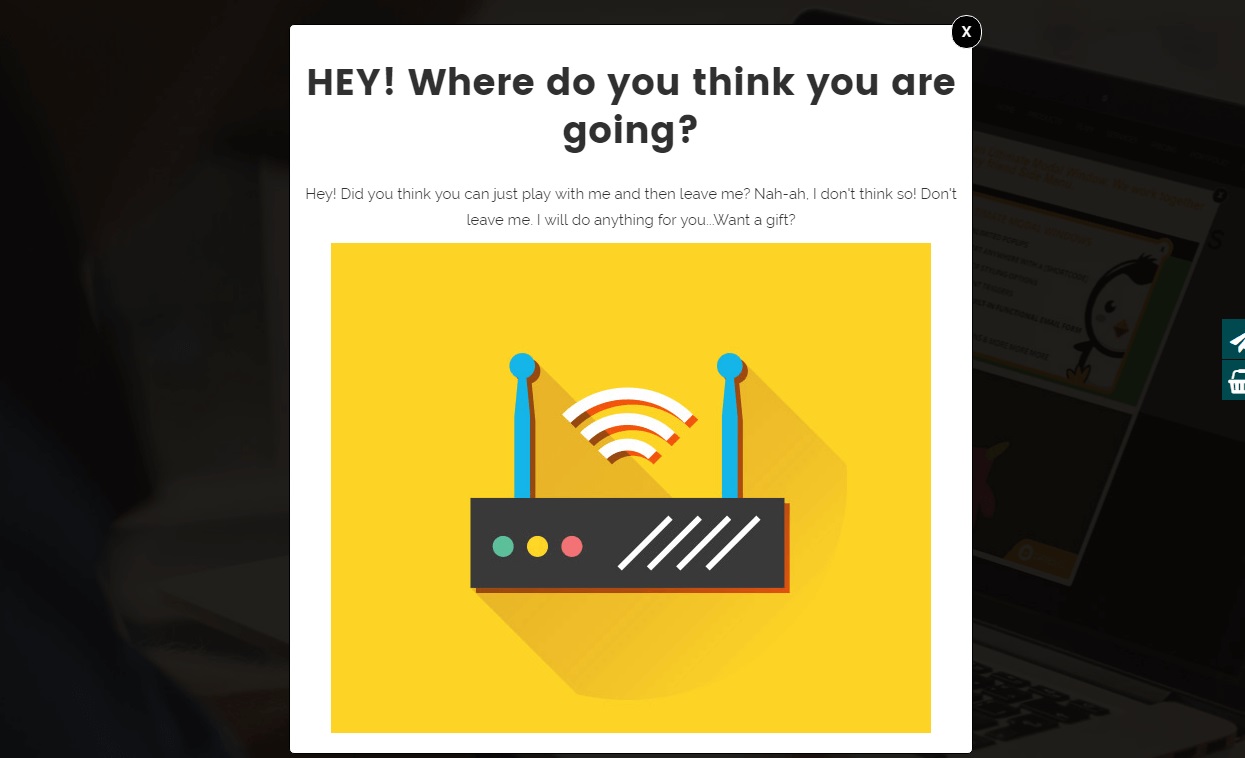 X
HEY! Where do you think you are
going?
Hey! Did you think you can just play with me and then leave me? Nah-ah, I don't think so! Don't
leave me. I will do anything for you...Want a gift?